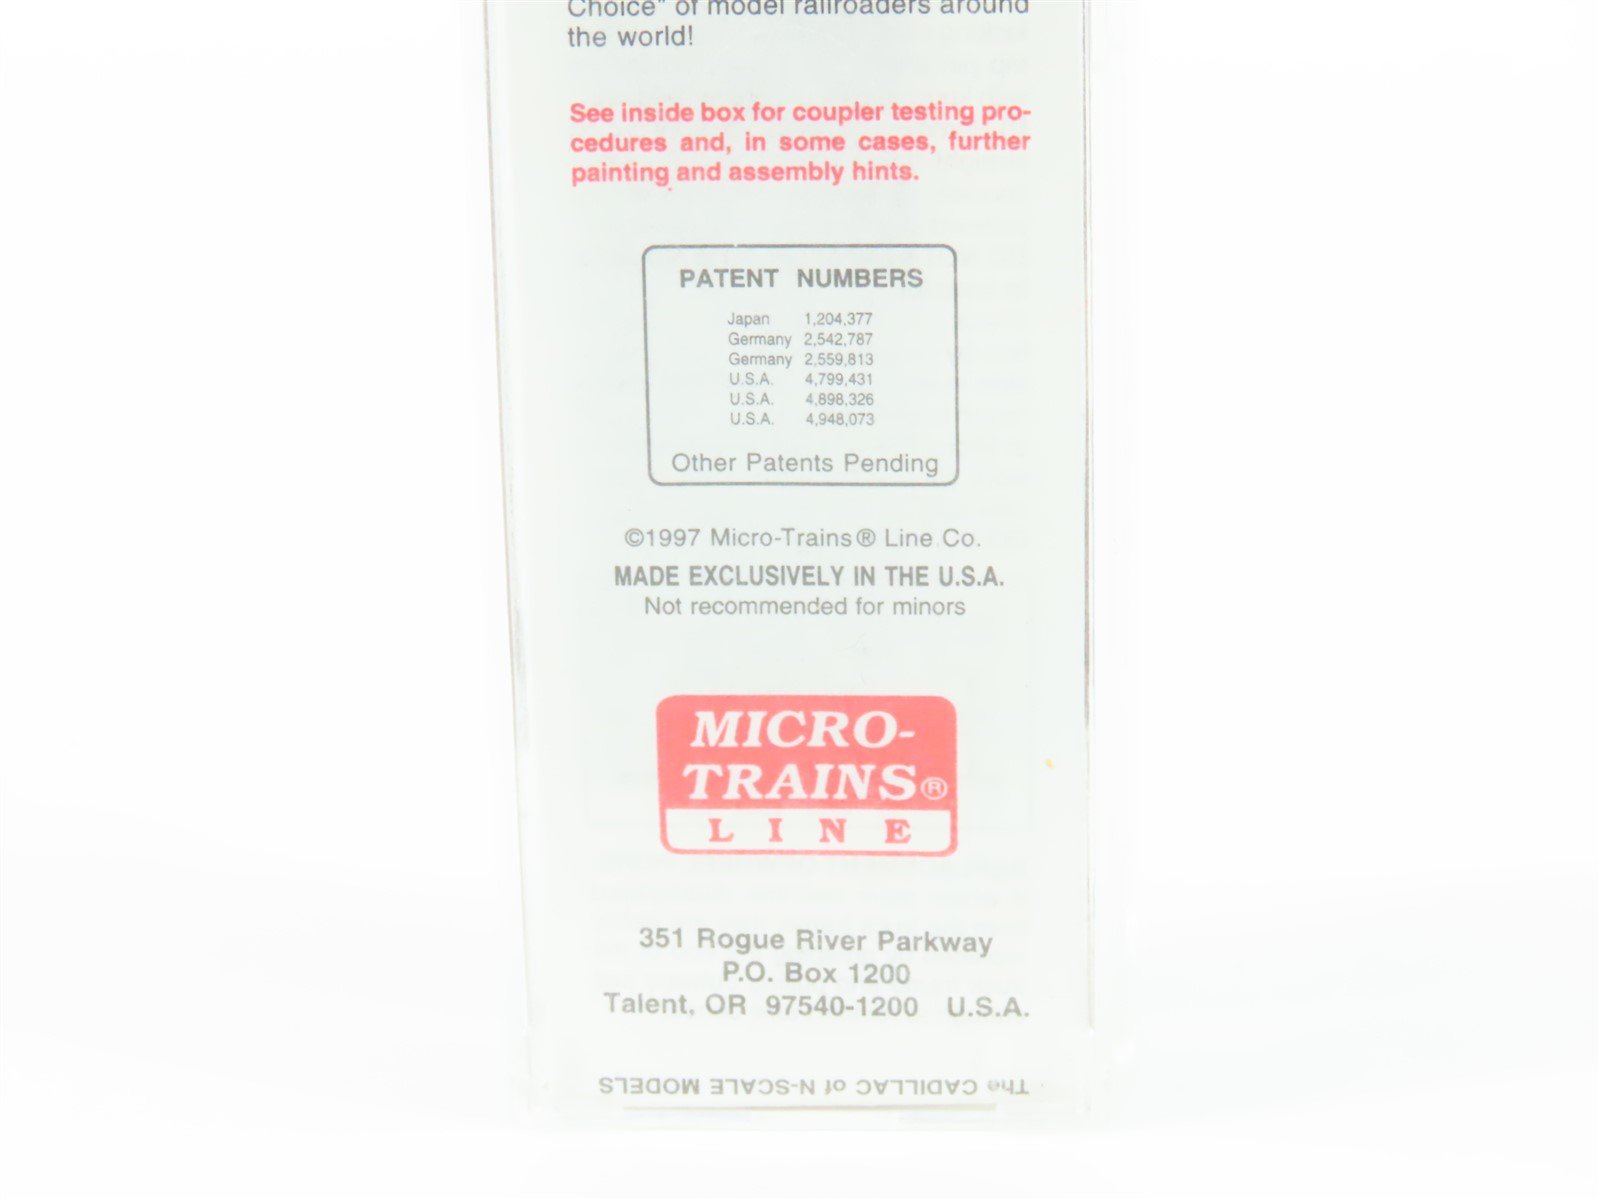 Choice" of model railroaders around
the world!
See inside box for coupler testing pro-
cedures and, in some cases, further
painting and assembly hints.
PATENT NUMBERS
Japan 1,204,377
Germany 2,542,787
Germany 2,559,813
U.S.A. 4,799,431
U.S.A. 4,898,326
U.S.A. 4,948,073
Other Patents Pending
©1997 Micro-Trains® Line Co.
MADE EXCLUSIVELY IN THE U.S.A.
Not recommended for minors
MICRO-
TRAINS®
LINE
351 Rogue River Parkway
P.O. Box 1200
Talent, OR 97540-1200 U.S.A.
The CADILLAC of N-SCALE MODELS